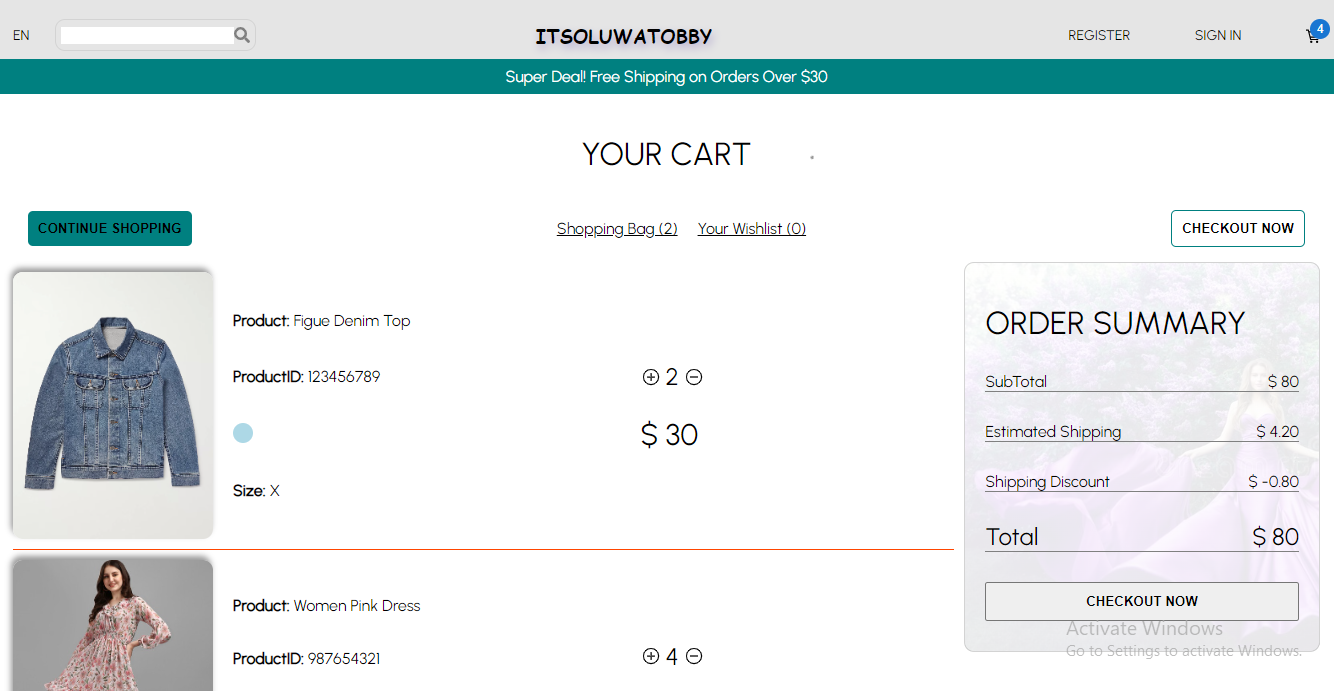 EN
ITSOLUWATOBBY
REGISTER
SIGN IN
4
Super Deal! Free Shipping on Orders Over $30
YOUR CART
CONTINUE SHOPPING
Shopping Bag (2)
Your Wishlist (0)
CHECKOUT NOW
Product: Figue Denim Top
ProductID: 123456789
2
$ 30
Size: X
Product: Women Pink Dress
ProductID: 987654321
4
ORDER SUMMARY
SubTotal $ 80
Estimated Shipping $ 4.20
Shipping Discount $ -0.80
Total $ 80
CHECKOUT NOW
Activate Windows
Go to Settings to activate Windows.